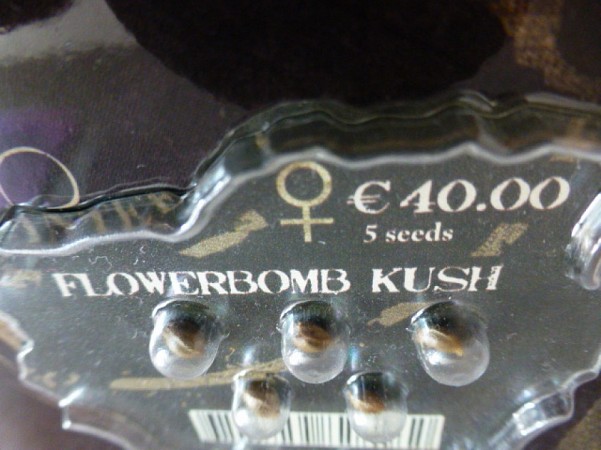 ♀ € 40.00
5 seeds
FLOWERBOMB KUSH